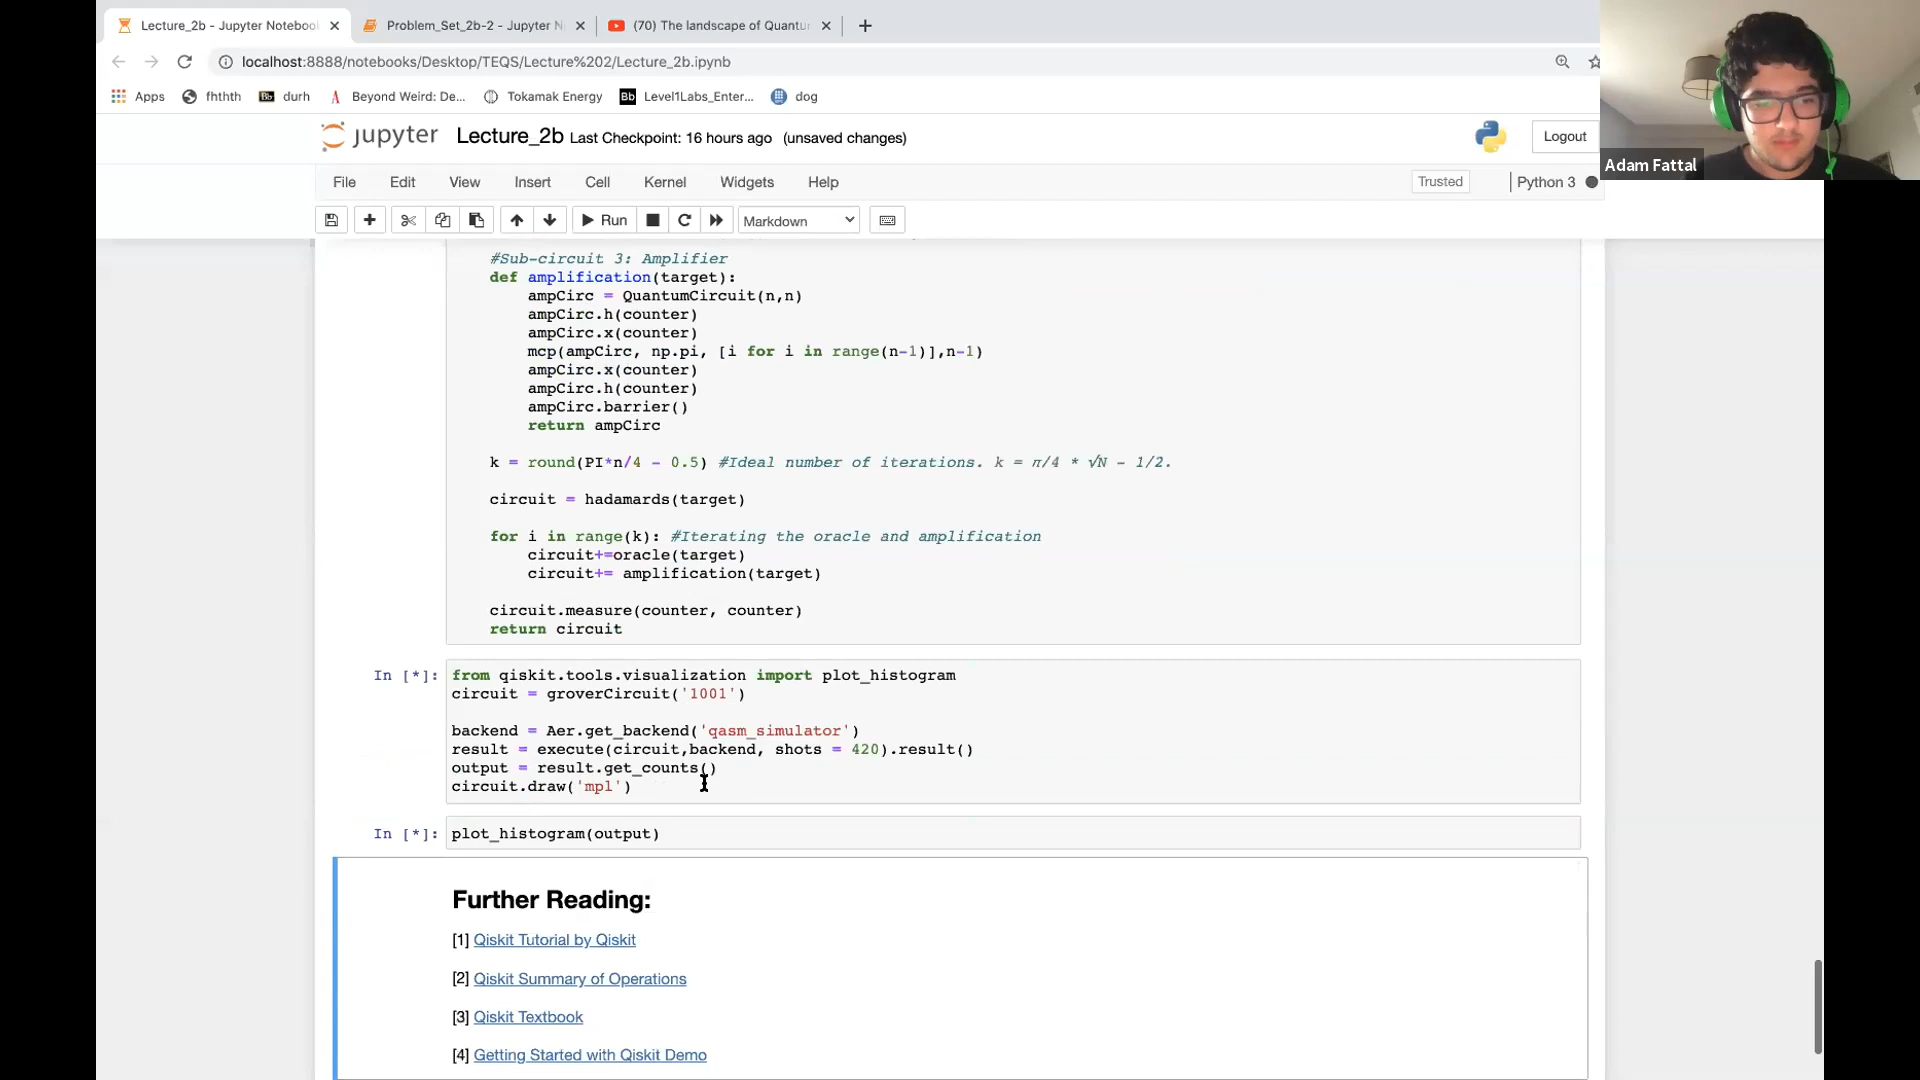 Lecture_2b - Jupyter Notebook
Problem_Set_2b-2 - Jupyter N
(70) The landscape of Quantu
localhost:8888/notebooks/Desktop/TEQS/Lecture%202/Lecture_2b.ipynb
Apps
fhthth
Bb durh
Beyond Weird: De...
Tokamak Energy
Bb Level1Labs_Enter...
dog
jupyter Lecture_2b Last Checkpoint: 16 hours ago (unsaved changes)
Logout
Adam Fattal
File Edit View Insert Cell Kernel Widgets Help
Trusted
Python 3
Run
Markdown
#Sub-circuit 3: Amplifier
def amplification(target):
ampCirc = QuantumCircuit(n,n)
ampCirc.h(counter)
ampCirc.x(counter)
mcp(ampCirc, np.pi, [i for i in range(n-1)],n-1)
ampCirc.x(counter)
ampCirc.h(counter)
ampCirc.barrier()
return ampCirc
k = round(PI*n/4 - 0.5) #Ideal number of iterations. k = π/4 * √N - 1/2.
circuit = hadamards(target)
for i in range(k): #Iterating the oracle and amplification
circuit+=oracle(target)
circuit+= amplification(target)
circuit.measure(counter, counter)
return circuit
In [*]:
from qiskit.tools.visualization import plot_histogram
circuit = groverCircuit('1001')
backend = Aer.get_backend('qasm_simulator')
result = execute(circuit,backend, shots = 420).result()
output = result.get_counts()
circuit.draw('mpl')
In [*]:
plot_histogram(output)
Further Reading:
[1] Qiskit Tutorial by Qiskit
[2] Qiskit Summary of Operations
[3] Qiskit Textbook
[4] Getting Started with Qiskit Demo